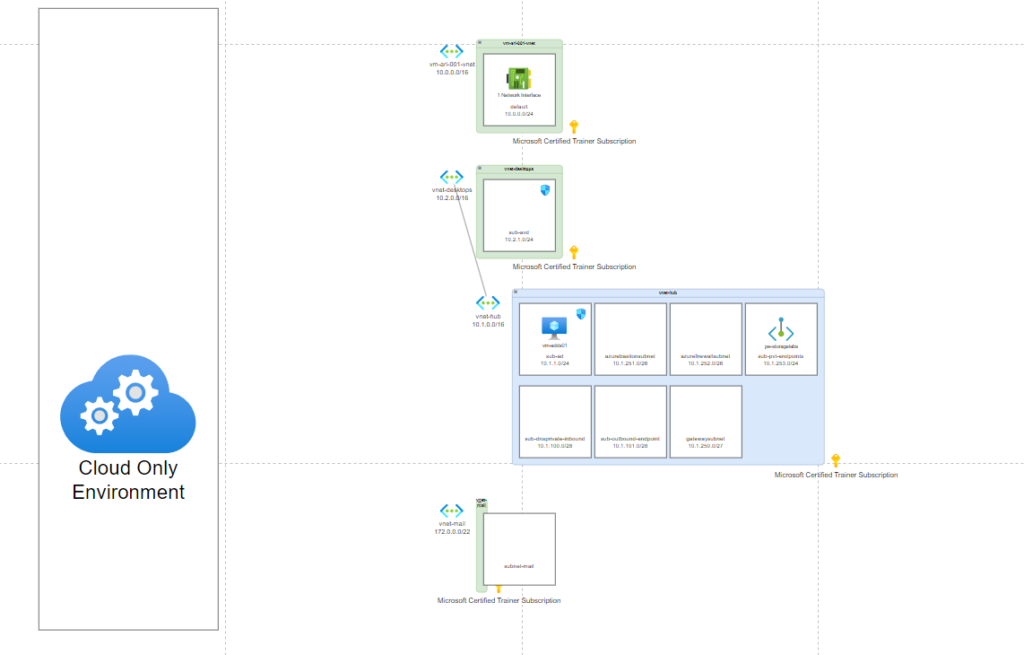 Cloud Only
Environment
vm-ari-001-vnet
10.0.0.0/16
vm-ari-001-vnet
1 Network Interface
default
10.0.0.0/24
Microsoft Certified Trainer Subscription
vnet-desktops
10.2.0.0/16
vnet-desktops
sub-avd
10.2.1.0/24
Microsoft Certified Trainer Subscription
vnet-hub
10.1.0.0/16
vnet-hub
sub-ad
10.1.1.0/24
azurebastionsubnet
10.1.251.0/26
azurefirewallsubnet
10.1.252.0/26
sub-pvt-endpoints
10.1.253.0/24
sub-dnsprivate-inbound
10.1.100.0/28
sub-outbound-endpoint
10.1.101.0/28
gatewaysubnet
10.1.250.0/27
Microsoft Certified Trainer Subscription
vnet-mail
172.0.0.0/22
vnet-
mail
subnet-mail
Microsoft Certified Trainer Subscription